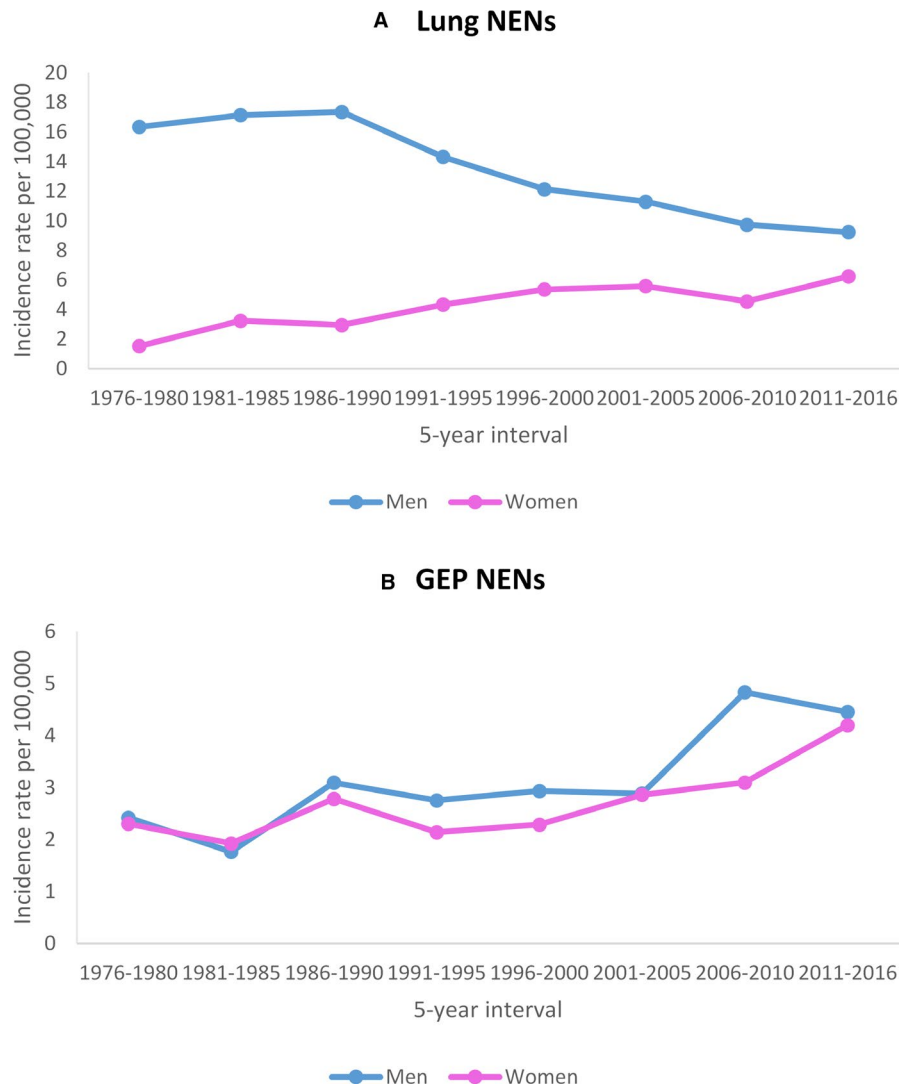 A Lung NENs
Incidence rate per 100,000
20
18
16
14
12
10
8
6
4
2
0
1976-1980 1981-1985 1986-1990 1991-1995 1996-2000 2001-2005 2006-2010 2011-2016
5-year interval
Men Women
B GEP NENs
Incidence rate per 100,000
6
5
4
3
2
1
0
1976-1980 1981-1985 1986-1990 1991-1995 1996-2000 2001-2005 2006-2010 2011-2016
5-year interval
Men Women